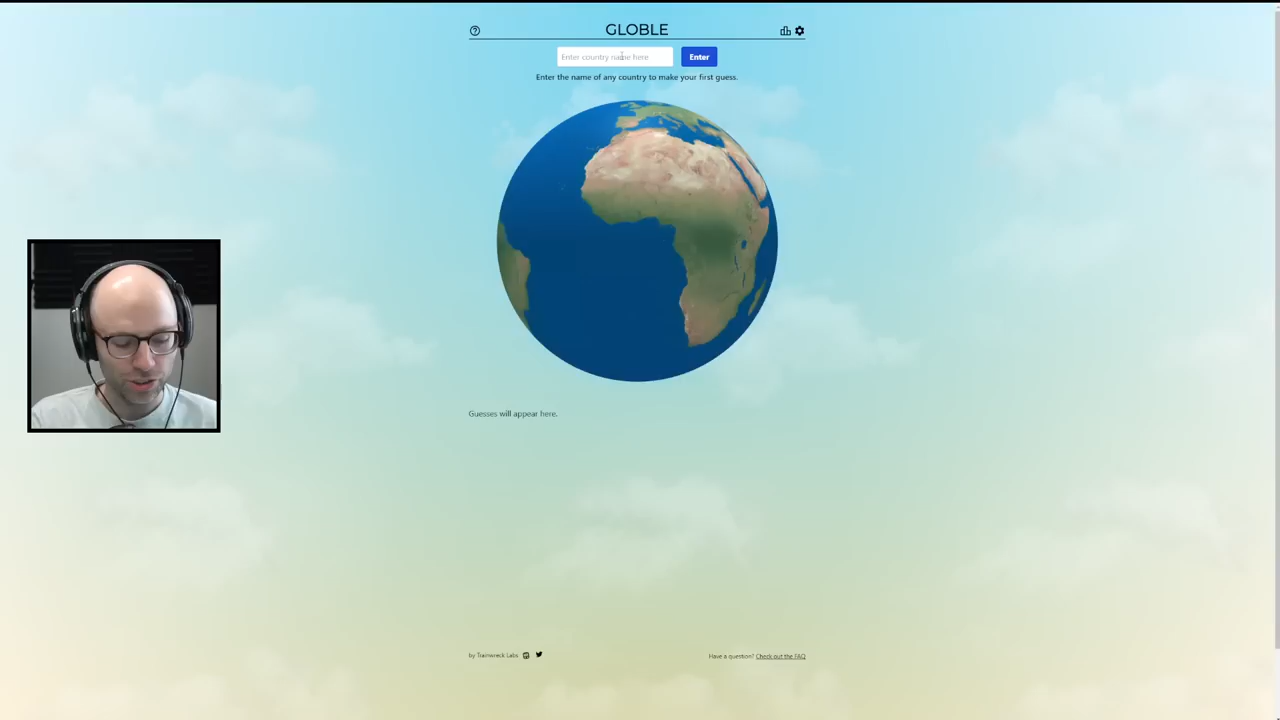 GLOBLE
Enter country name here
Enter
Enter the name of any country to make your first guess.
Guesses will appear here.
by Trainwreck Labs
Have a question? Check out the FAQ